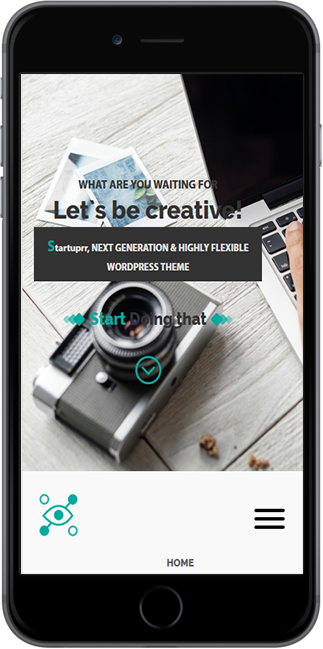 WHAT ARE YOU WAITING FOR
Let's be creative!
Startuprr, NEXT GENERATION & HIGHLY FLEXIBLE
WORDPRESS THEME
Start Doing that
HOME